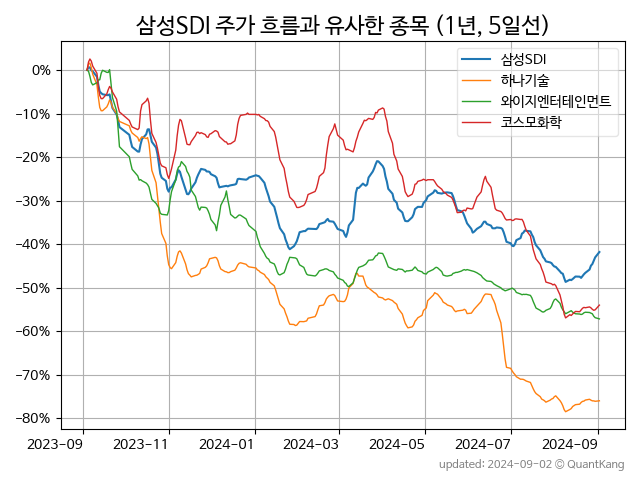 삼성SDI 주가 흐름과 유사한 종목 (1년, 5일선)
삼성SDI
하나기술
와이지엔터테인먼트
코스모화학
0%
−10%
−20%
−30%
−40%
−50%
−60%
−70%
−80%
2023-09 2023-11 2024-01 2024-03 2024-05 2024-07 2024-09
updated: 2024-09-02 © QuantKang